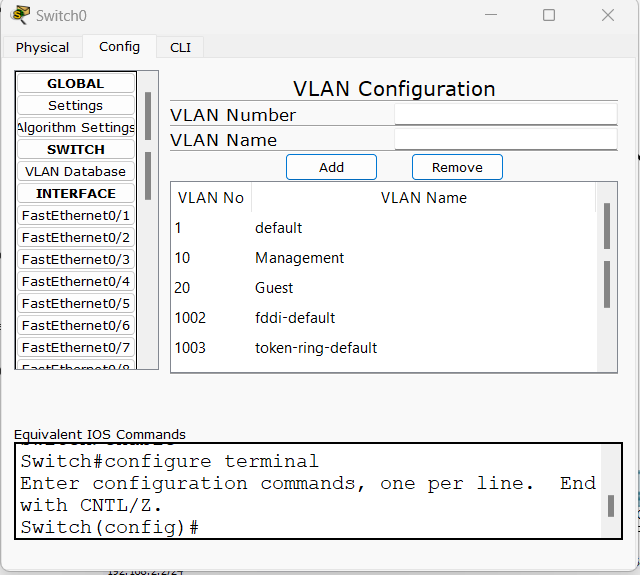 Switch0
Physical
Config
CLI
GLOBAL
Settings
Algorithm Settings
SWITCH
VLAN Database
INTERFACE
FastEthernet0/1
FastEthernet0/2
FastEthernet0/3
FastEthernet0/4
FastEthernet0/5
FastEthernet0/6
FastEthernet0/7
FastEthernet0/8
VLAN Configuration
VLAN Number
VLAN Name
Add
Remove
VLAN No VLAN Name
1 default
10 Management
20 Guest
1002 fddi-default
1003 token-ring-default
Equivalent IOS Commands
Switch#configure terminal
Enter configuration commands, one per line. End
with CNTL/Z.
Switch(config)#
192.168.2.2/24